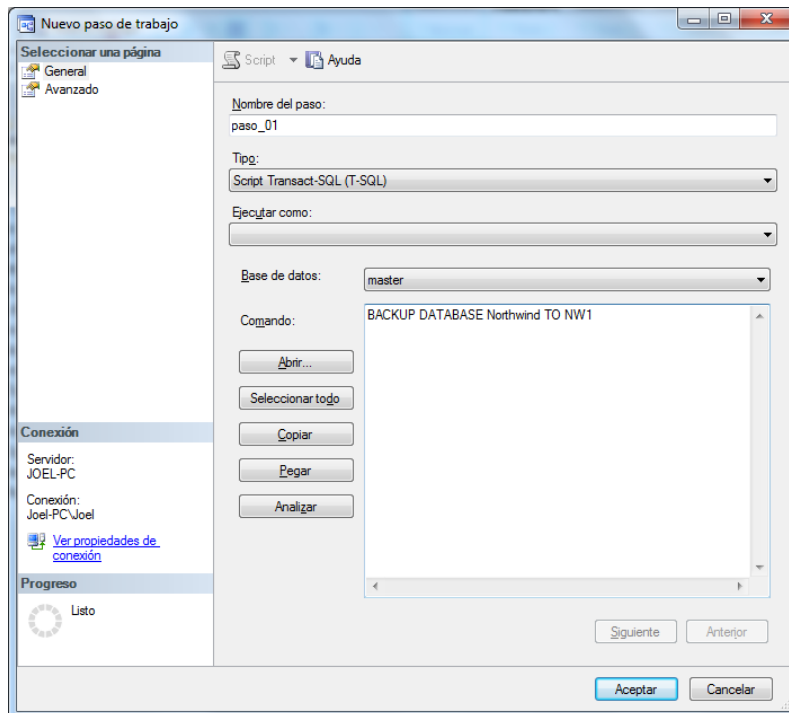 Nuevo paso de trabajo
Seleccionar una página
General
Avanzado
Script
Ayuda
Nombre del paso:
paso_01
Tipo:
Script Transact-SQL (T-SQL)
Ejecutar como:
Base de datos:
master
Comando:
BACKUP DATABASE Northwind TO NW1
Abrir...
Seleccionar todo
Copiar
Pegar
Analizar
Conexión
Servidor:
JOEL-PC
Conexión:
Joel-PC\Joel
Ver propiedades de
conexión
Progreso
Listo
Siguiente
Anterior
Aceptar
Cancelar